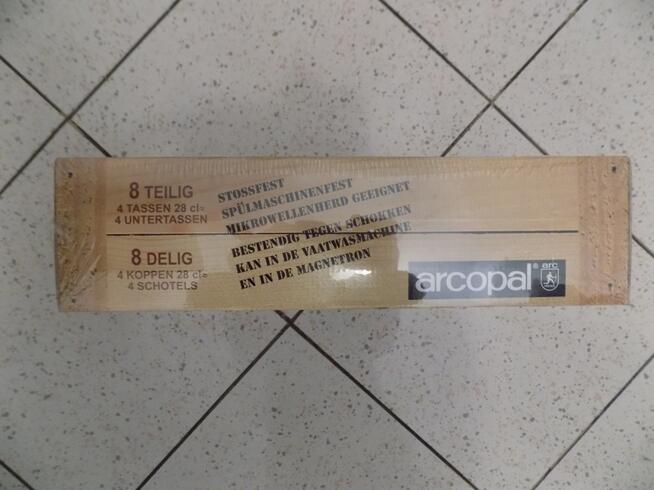 8 TEILIG
4 TASSEN 28 cl℮
4 UNTERTASSEN
STOSSFEST
SPÜLMASCHINENFEST
MIKROWELLENHERD GEEIGNET
8 DELIG
4 KOPPEN 28 cl℮
4 SCHOTELS
BESTENDIG TEGEN SCHOKKEN
KAN IN DE VAATWASMACHINE
EN IN DE MAGNETRON
arcopal®
arc